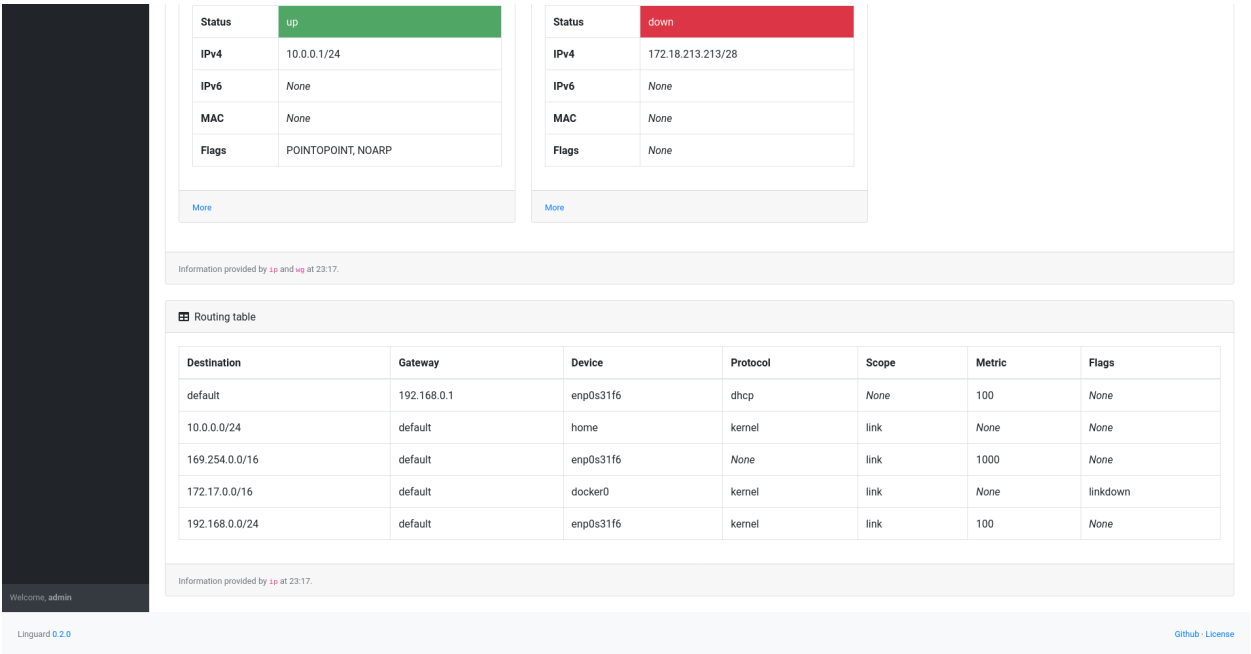 Status up
IPv4 10.0.0.1/24
IPv6 None
MAC None
Flags POINTOPOINT, NOARP
More
Status down
IPv4 172.18.213.213/28
IPv6 None
MAC None
Flags None
More
Information provided by ip and wg at 23:17.
Routing table
Destination Gateway Device Protocol Scope Metric Flags
default 192.168.0.1 enp0s31f6 dhcp None 100 None
10.0.0.0/24 default home kernel link None None
169.254.0.0/16 default enp0s31f6 None link 1000 None
172.17.0.0/16 default docker0 kernel link None linkdown
192.168.0.0/24 default enp0s31f6 kernel link 100 None
Information provided by ip at 23:17.
Welcome, admin
Linguard 0.2.0
Github · License